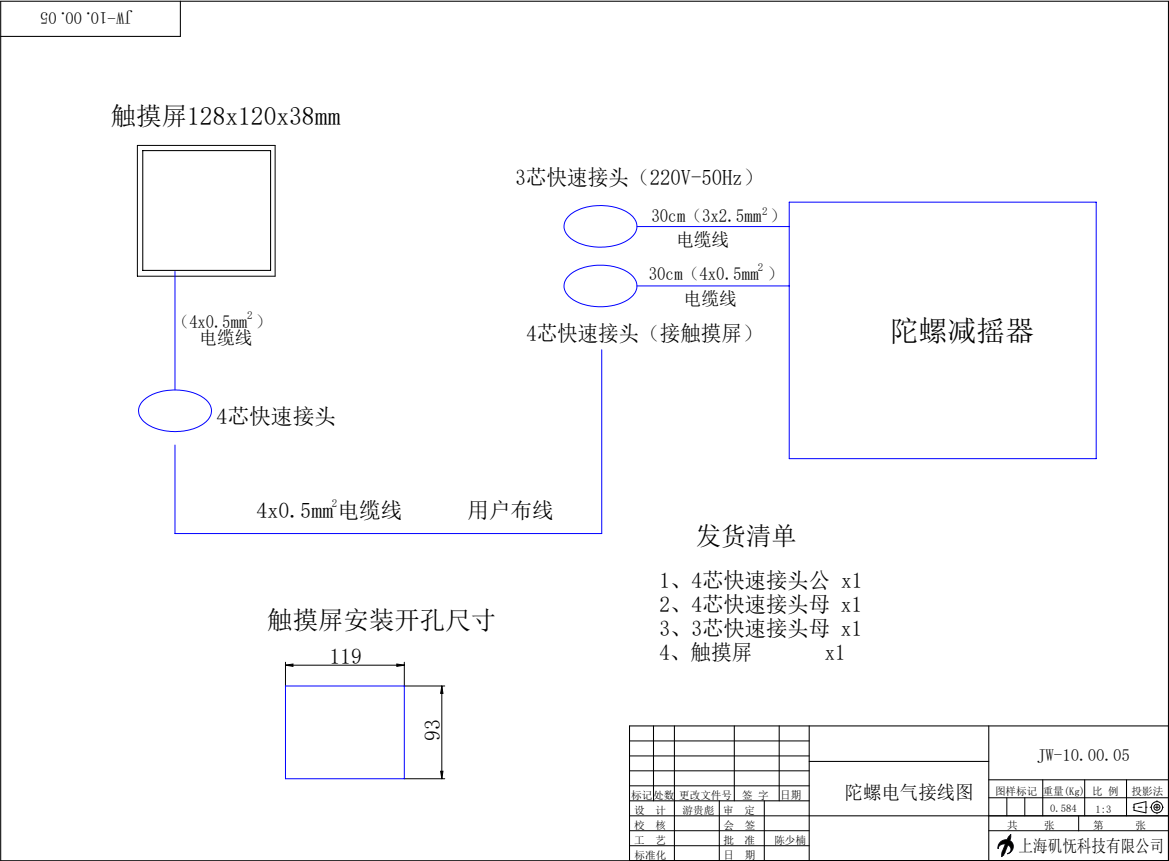 JW-10.00.05
触摸屏128x120x38mm
3芯快速接头（220V-50Hz）
30cm（3x2.5mm²）
电缆线
30cm（4x0.5mm²）
电缆线
4芯快速接头（接触摸屏）
陀螺减摇器
（4x0.5mm²）
电缆线
4芯快速接头
4x0.5mm²电缆线 用户布线
发货清单
1、4芯快速接头公 x1
2、4芯快速接头母 x1
3、3芯快速接头母 x1
4、触摸屏 x1
触摸屏安装开孔尺寸
119
93
JW-10.00.05
陀螺电气接线图
标记 处数 更改文件号 签 字 日期
图样标记 重量(Kg) 比 例 投影法
0.584 1:3
设 计 游贵彪 审 定
校 核 会 签
工 艺 批 准 陈少楠
标准化 日 期
共 张 第 张
上海矶怃科技有限公司